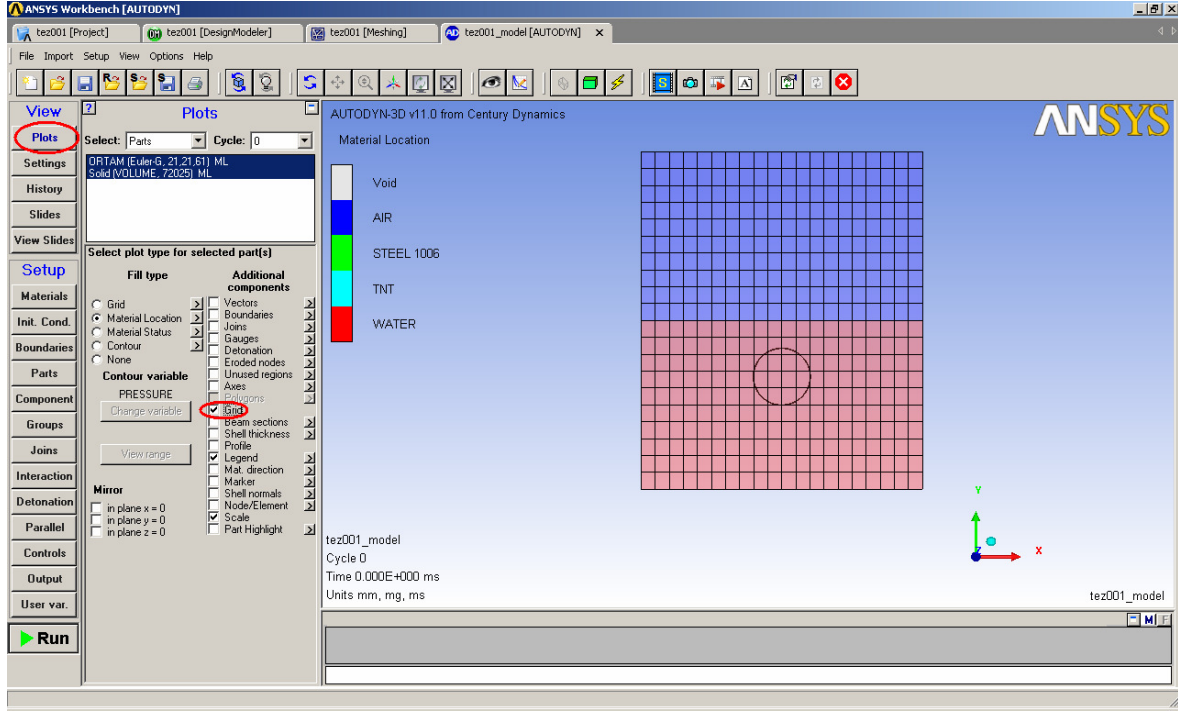 ANSYS Workbench [AUTODYN]
tez001 [Project]
tez001 [DesignModeler]
tez001 [Meshing]
AD tez001_model [AUTODYN]
File Import Setup View Options Help
View
Plots
Settings
History
Slides
View Slides
Setup
Materials
Init. Cond.
Boundaries
Parts
Component
Groups
Joins
Interaction
Detonation
Parallel
Controls
Output
User var.
Run
? Plots
Select: Parts Cycle: 0
ORTAM (Euler-G, 21,21,61) ML
Solid (VOLUME, 72025) ML
Select plot type for selected part(s)
Fill type
Grid
Material Location
Material Status
Contour
None
Contour variable
PRESSURE
Change variable
View range
Mirror
in plane x = 0
in plane y = 0
in plane z = 0
Additional
components
Vectors
Boundaries
Joins
Gauges
Detonation
Eroded nodes
Unused regions
Axes
Polygons
Grid
Beam sections
Shell thickness
Profile
Legend
Mat. direction
Marker
Shell normals
Node/Element
Scale
Part Highlight
AUTODYN-3D v11.0 from Century Dynamics
Material Location
ANSYS
Void
AIR
STEEL 1006
TNT
WATER
Y
Z
X
tez001_model
Cycle 0
Time 0.000E+000 ms
Units mm, mg, ms
tez001_model
M F